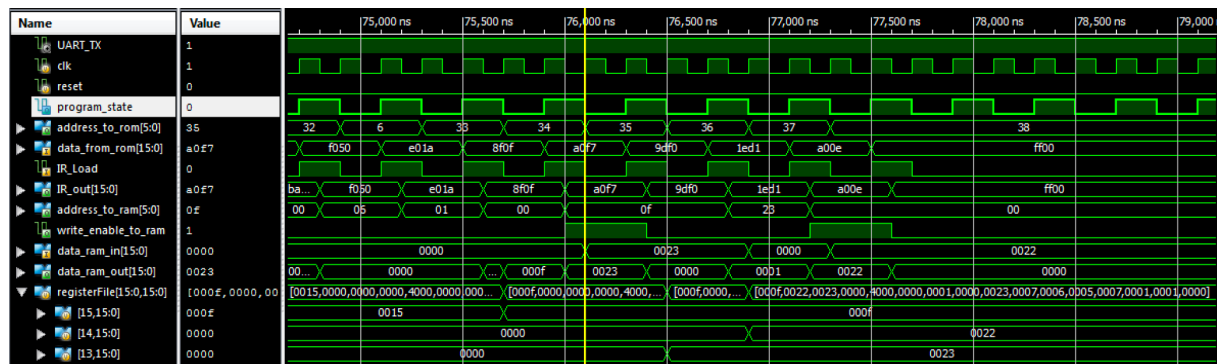 Name Value 75,000 ns 75,500 ns 76,000 ns 76,500 ns 77,000 ns 77,500 ns 78,000 ns 78,500 ns 79,000
UART_TX 1
clk 1
reset 0
program_state 0
address_to_rom[5:0] 35 32 6 33 34 35 36 37 38
data_from_rom[15:0] a0f7 f050 e01a 8f0f a0f7 9df0 1ed1 a00e ff00
IR_Load 0
IR_out[15:0] a0f7 ba... f050 e01a 8f0f a0f7 9df0 1ed1 a00e ff00
address_to_ram[5:0] 0f 00 05 01 00 0f 23 00
write_enable_to_ram 1
data_ram_in[15:0] 0000 0000 0023 0000 0022
data_ram_out[15:0] 0023 00... 0000 ... 000f 0023 0000 0001 0022 0000
registerFile[15:0,15:0] [000f,0000,00 [0015,0000,0000,0000,4000,0000,000... [000f,0000,0000,0000,4000,... [000f,0000,... [000f,0022,0023,0000,4000,0000,0001,0000,0023,0007,0006,0005,0007,0001,0001,0000]
[15,15:0] 000f 0015 000f
[14,15:0] 0000 0000 0022
[13,15:0] 0000 0000 0023